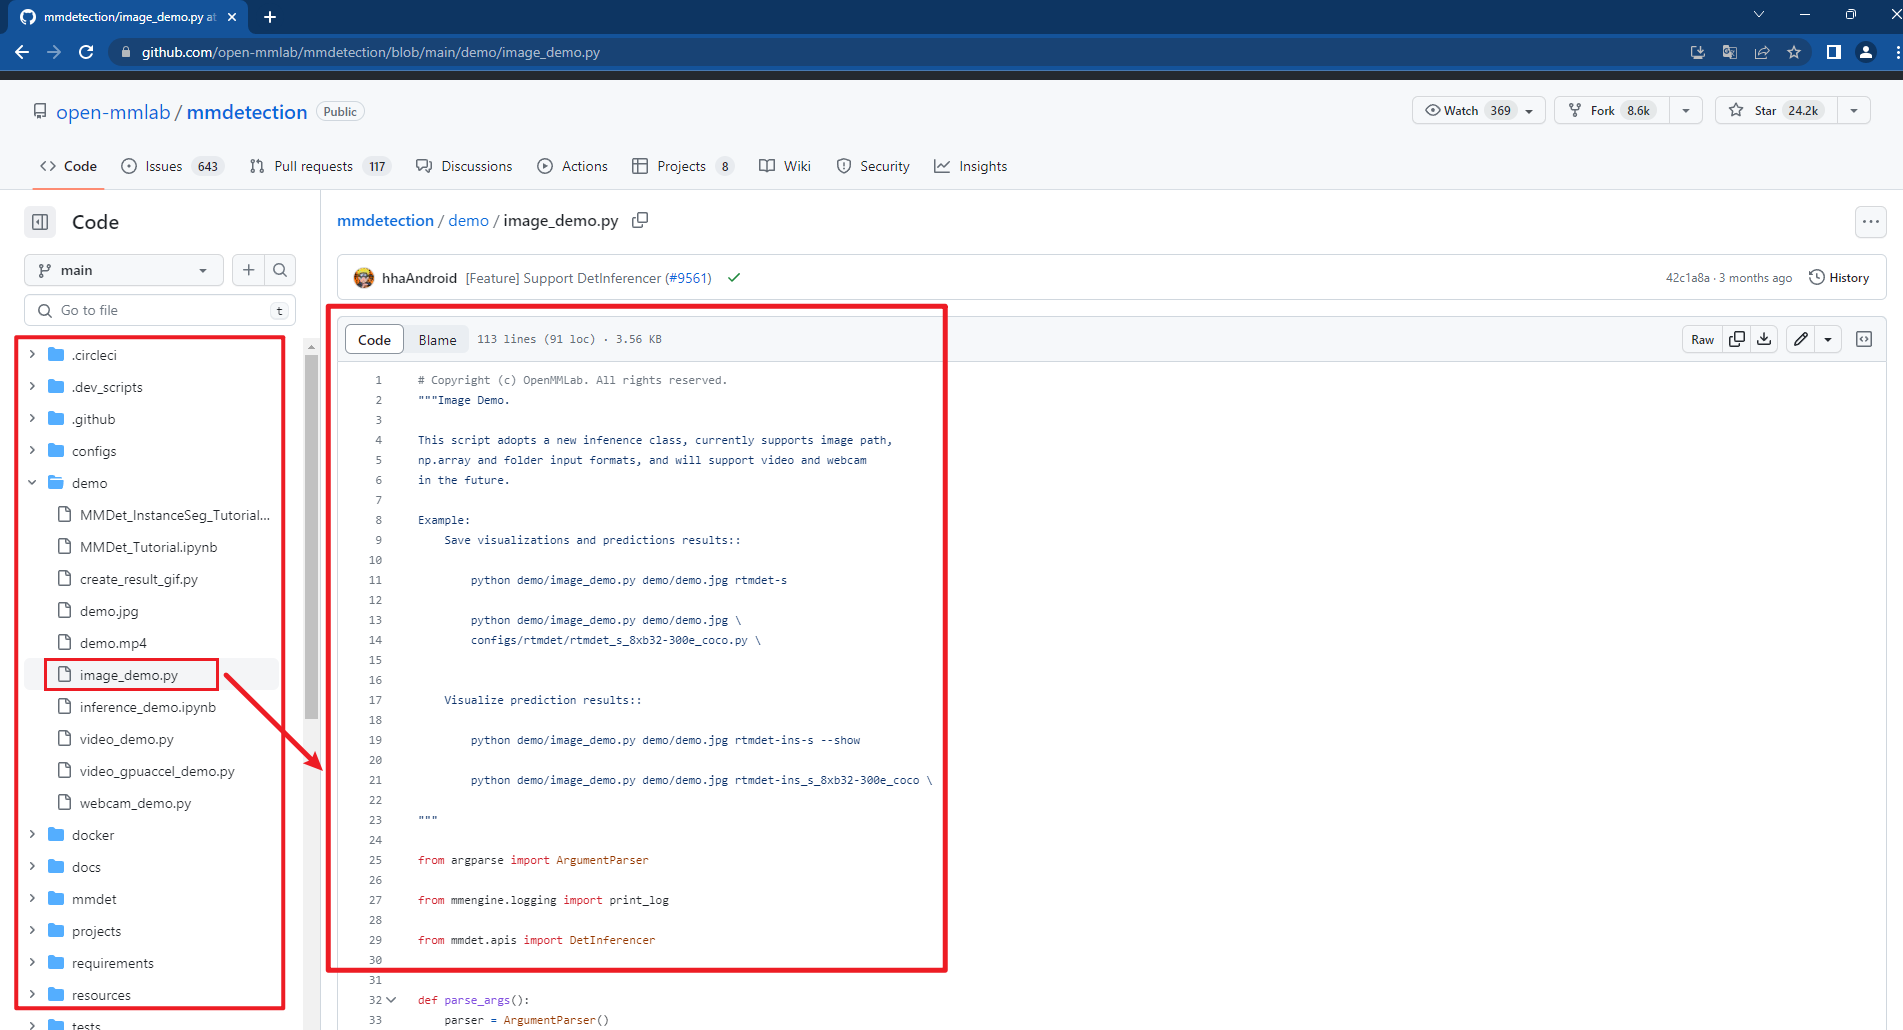 mmdetection/image_demo.py at
github.com/open-mmlab/mmdetection/blob/main/demo/image_demo.py
open-mmlab / mmdetection Public
Watch 369
Fork 8.6k
Star 24.2k
Code
Issues 643
Pull requests 117
Discussions
Actions
Projects 8
Wiki
Security
Insights
Code
main
Go to file t
.circleci
.dev_scripts
.github
configs
demo
MMDet_InstanceSeg_Tutorial...
MMDet_Tutorial.ipynb
create_result_gif.py
demo.jpg
demo.mp4
image_demo.py
inference_demo.ipynb
video_demo.py
video_gpuaccel_demo.py
webcam_demo.py
docker
docs
mmdet
projects
requirements
resources
tests
mmdetection / demo / image_demo.py
hhaAndroid [Feature] Support DetInferencer (#9561)
42c1a8a · 3 months ago History
Code Blame 113 lines (91 loc) · 3.56 KB
Raw
1 # Copyright (c) OpenMMLab. All rights reserved.
2 """Image Demo.
3
4 This script adopts a new infenence class, currently supports image path,
5 np.array and folder input formats, and will support video and webcam
6 in the future.
7
8 Example:
9 Save visualizations and predictions results::
10
11 python demo/image_demo.py demo/demo.jpg rtmdet-s
12
13 python demo/image_demo.py demo/demo.jpg \
14 configs/rtmdet/rtmdet_s_8xb32-300e_coco.py \
15
16
17 Visualize prediction results::
18
19 python demo/image_demo.py demo/demo.jpg rtmdet-ins-s --show
20
21 python demo/image_demo.py demo/demo.jpg rtmdet-ins_s_8xb32-300e_coco \
22
23 """
24
25 from argparse import ArgumentParser
26
27 from mmengine.logging import print_log
28
29 from mmdet.apis import DetInferencer
30
31
32 def parse_args():
33 parser = ArgumentParser()